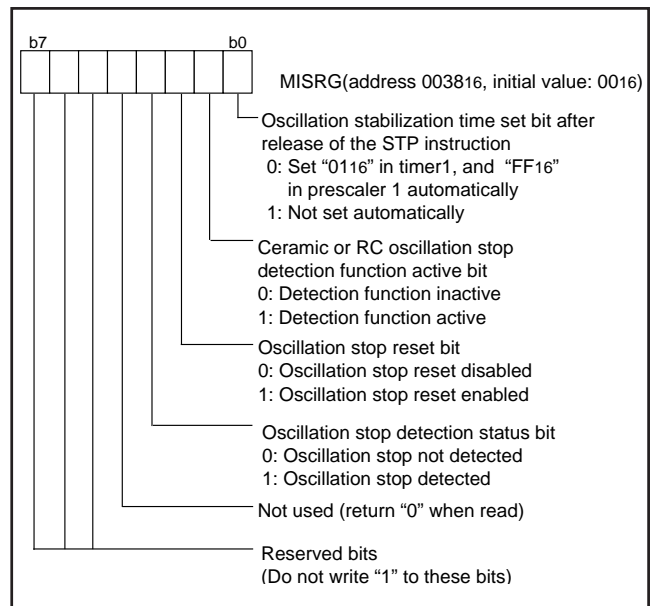 b7 b0
MISRG(address 003816, initial value: 0016)
Oscillation stabilization time set bit after
release of the STP instruction
0: Set “0116” in timer1, and “FF16”
in prescaler 1 automatically
1: Not set automatically
Ceramic or RC oscillation stop
detection function active bit
0: Detection function inactive
1: Detection function active
Oscillation stop reset bit
0: Oscillation stop reset disabled
1: Oscillation stop reset enabled
Oscillation stop detection status bit
0: Oscillation stop not detected
1: Oscillation stop detected
Not used (return “0” when read)
Reserved bits
(Do not write “1” to these bits)